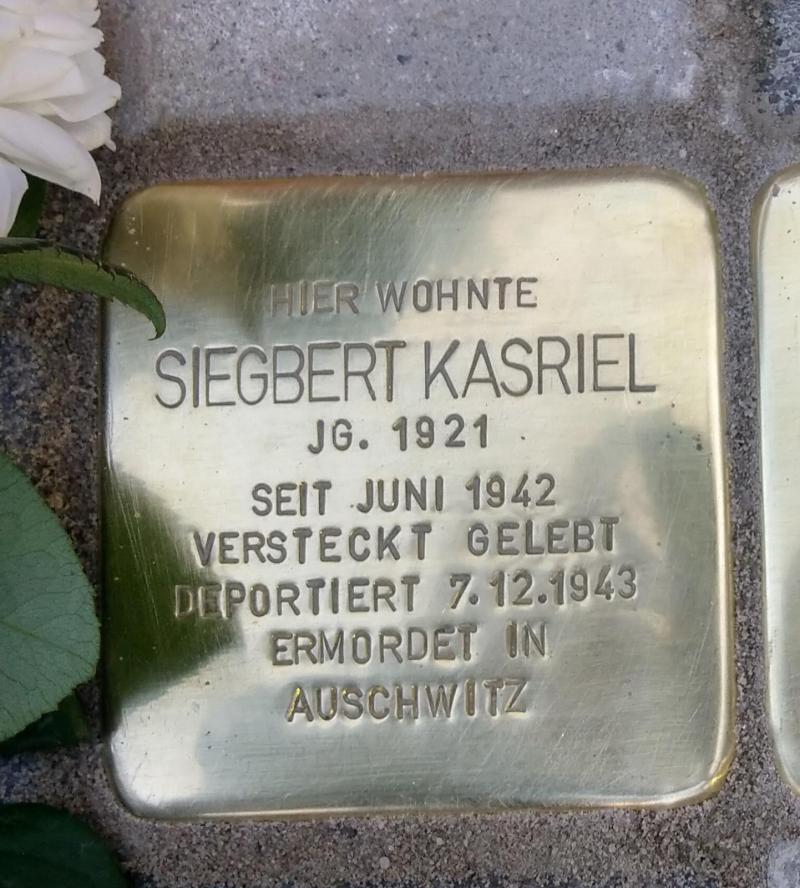 HIER WOHNTE
SIEGBERT KASRIEL
JG. 1921
SEIT JUNI 1942
VERSTECKT GELEBT
DEPORTIERT 7.12.1943
ERMORDET IN
AUSCHWITZ